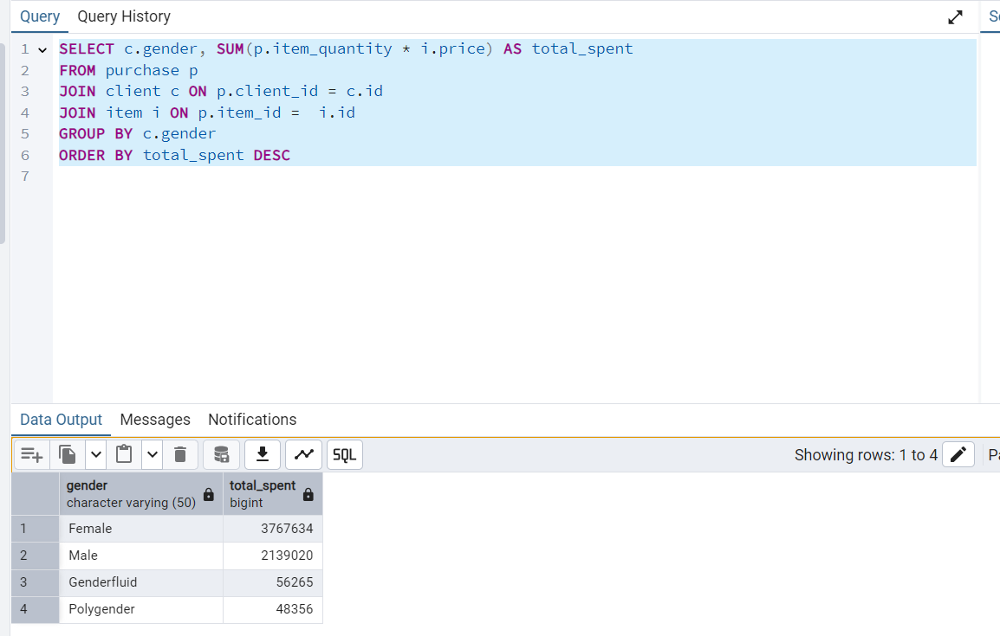 Query Query History
1 SELECT c.gender, SUM(p.item_quantity * i.price) AS total_spent
2 FROM purchase p
3 JOIN client c ON p.client_id = c.id
4 JOIN item i ON p.item_id =  i.id
5 GROUP BY c.gender
6 ORDER BY total_spent DESC
7
Data Output Messages Notifications
SQL Showing rows: 1 to 4
gender total_spent
character varying (50) bigint
1 Female 3767634
2 Male 2139020
3 Genderfluid 56265
4 Polygender 48356